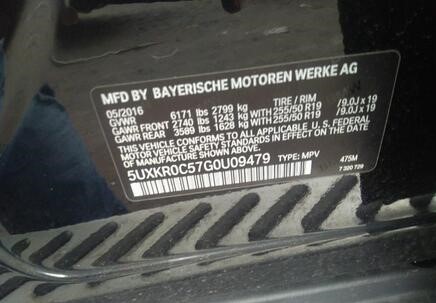 MFD BY BAYERISCHE MOTOREN WERKE AG
05/2016 6171 lbs 2799 kg TIRE / RIM
GVWR
GAWR FRONT 2740 lbs 1243 kg WITH 255/50 R19 /9.0J x 19
GAWR REAR 3589 lbs 1628 kg WITH 255/50 R19 /9.0J x 19
THIS VEHICLE CONFORMS TO ALL APPLICABLE U.S. FEDERAL
MOTOR VEHICLE SAFETY STANDARDS IN EFFECT ON THE DATE
OF MANUFACTURE SHOWN ABOVE.
5UXKR0C57G0U09479 TYPE: MPV 475M
7 320 729